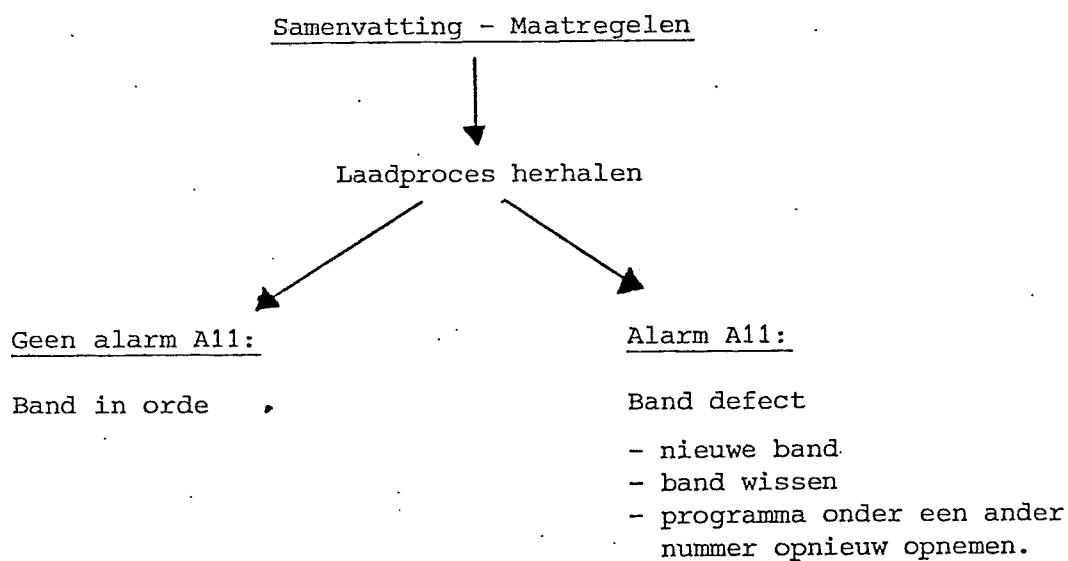 Samenvatting - Maatregelen
Laadproces herhalen
Geen alarm A11:
Band in orde
Alarm A11:
Band defect
- nieuwe band
- band wissen
- programma onder een ander
nummer opnieuw opnemen.